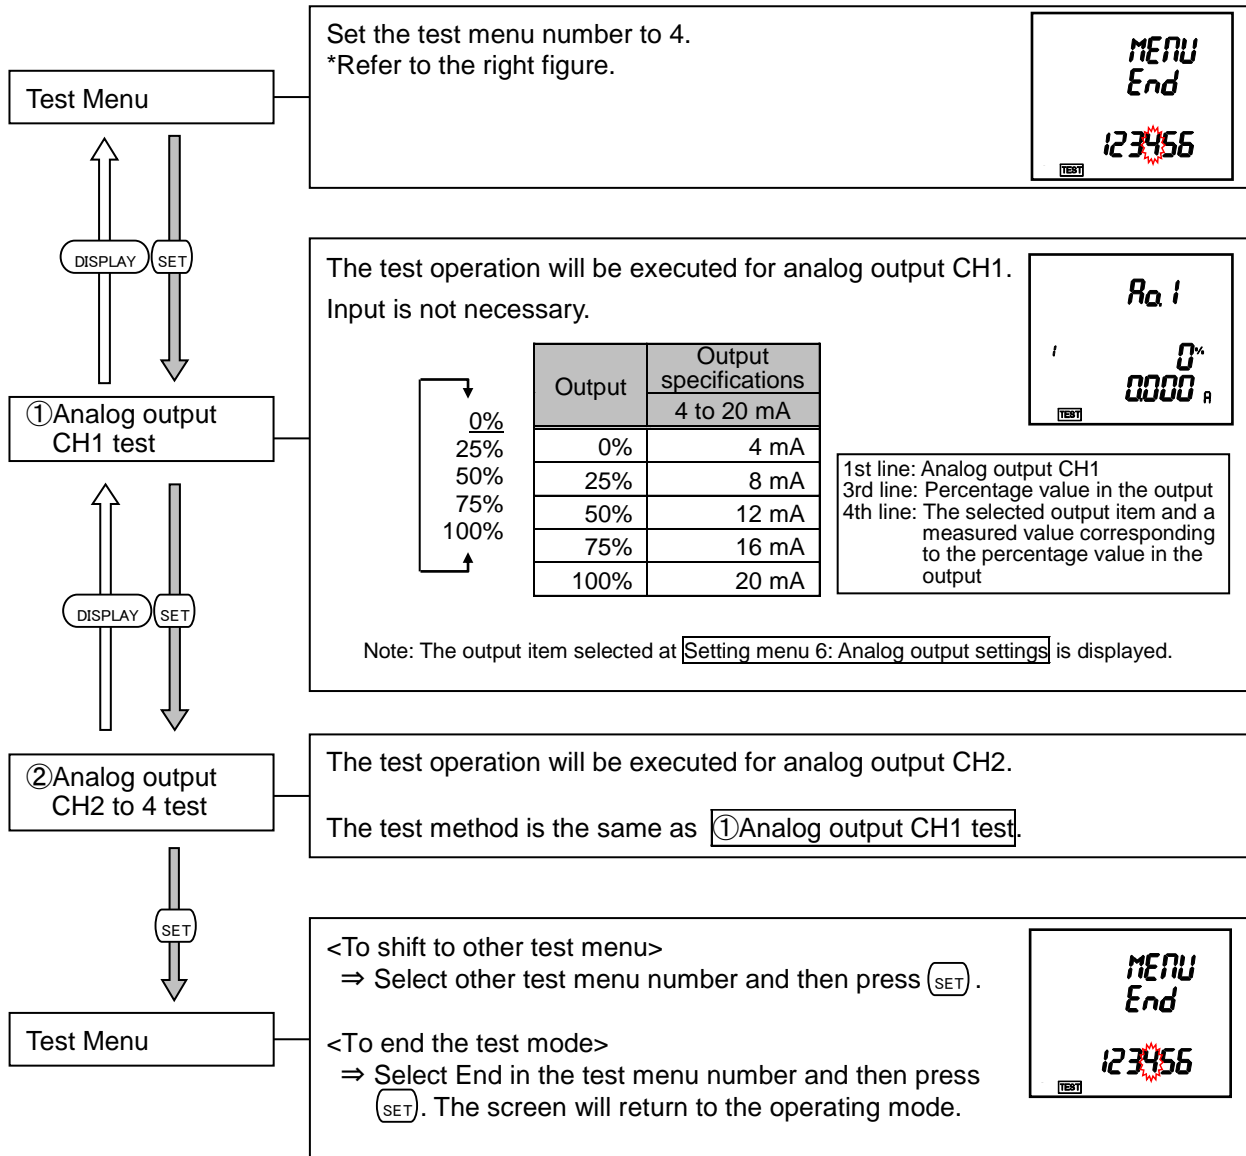 Test Menu
Set the test menu number to 4.
*Refer to the right figure.
MENU
End
123456
TEST
DISPLAY
SET
①Analog output
CH1 test
The test operation will be executed for analog output CH1.
Input is not necessary.
0%
25%
50%
75%
100%
Output
Output
specifications
4 to 20 mA
0% 4 mA
25% 8 mA
50% 12 mA
75% 16 mA
100% 20 mA
Ao.1
1 0%
0.000 A
TEST
1st line: Analog output CH1
3rd line: Percentage value in the output
4th line: The selected output item and a
measured value corresponding
to the percentage value in the
output
Note: The output item selected at Setting menu 6: Analog output settings is displayed.
DISPLAY
SET
②Analog output
CH2 to 4 test
The test operation will be executed for analog output CH2.
The test method is the same as ①Analog output CH1 test.
SET
Test Menu
<To shift to other test menu>
⇒ Select other test menu number and then press SET.
<To end the test mode>
⇒ Select End in the test menu number and then press
SET. The screen will return to the operating mode.
MENU
End
123456
TEST